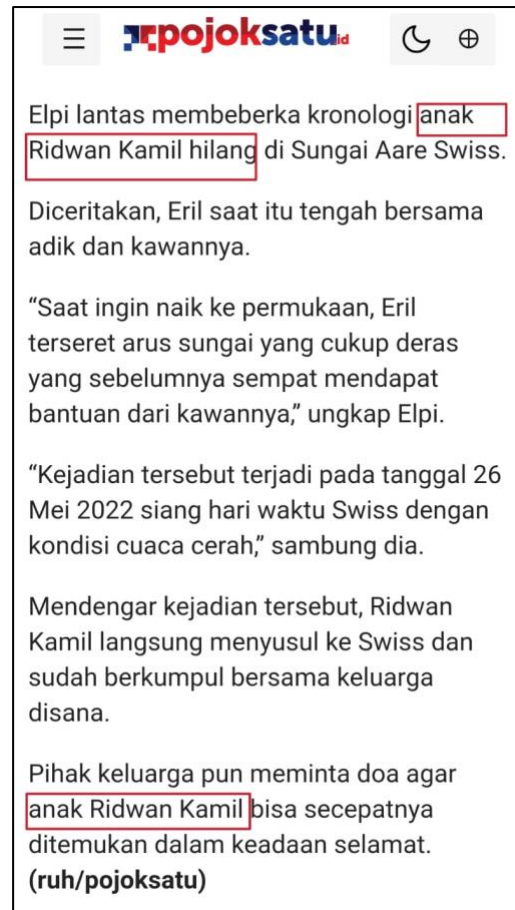 pojoksatu.id
Elpi lantas membeberka kronologi anak
Ridwan Kamil hilang di Sungai Aare Swiss.
Diceritakan, Eril saat itu tengah bersama
adik dan kawannya.
“Saat ingin naik ke permukaan, Eril
terseret arus sungai yang cukup deras
yang sebelumnya sempat mendapat
bantuan dari kawannya,” ungkap Elpi.
“Kejadian tersebut terjadi pada tanggal 26
Mei 2022 siang hari waktu Swiss dengan
kondisi cuaca cerah,” sambung dia.
Mendengar kejadian tersebut, Ridwan
Kamil langsung menyusul ke Swiss dan
sudah berkumpul bersama keluarga
disana.
Pihak keluarga pun meminta doa agar
anak Ridwan Kamil bisa secepatnya
ditemukan dalam keadaan selamat.
(ruh/pojoksatu)